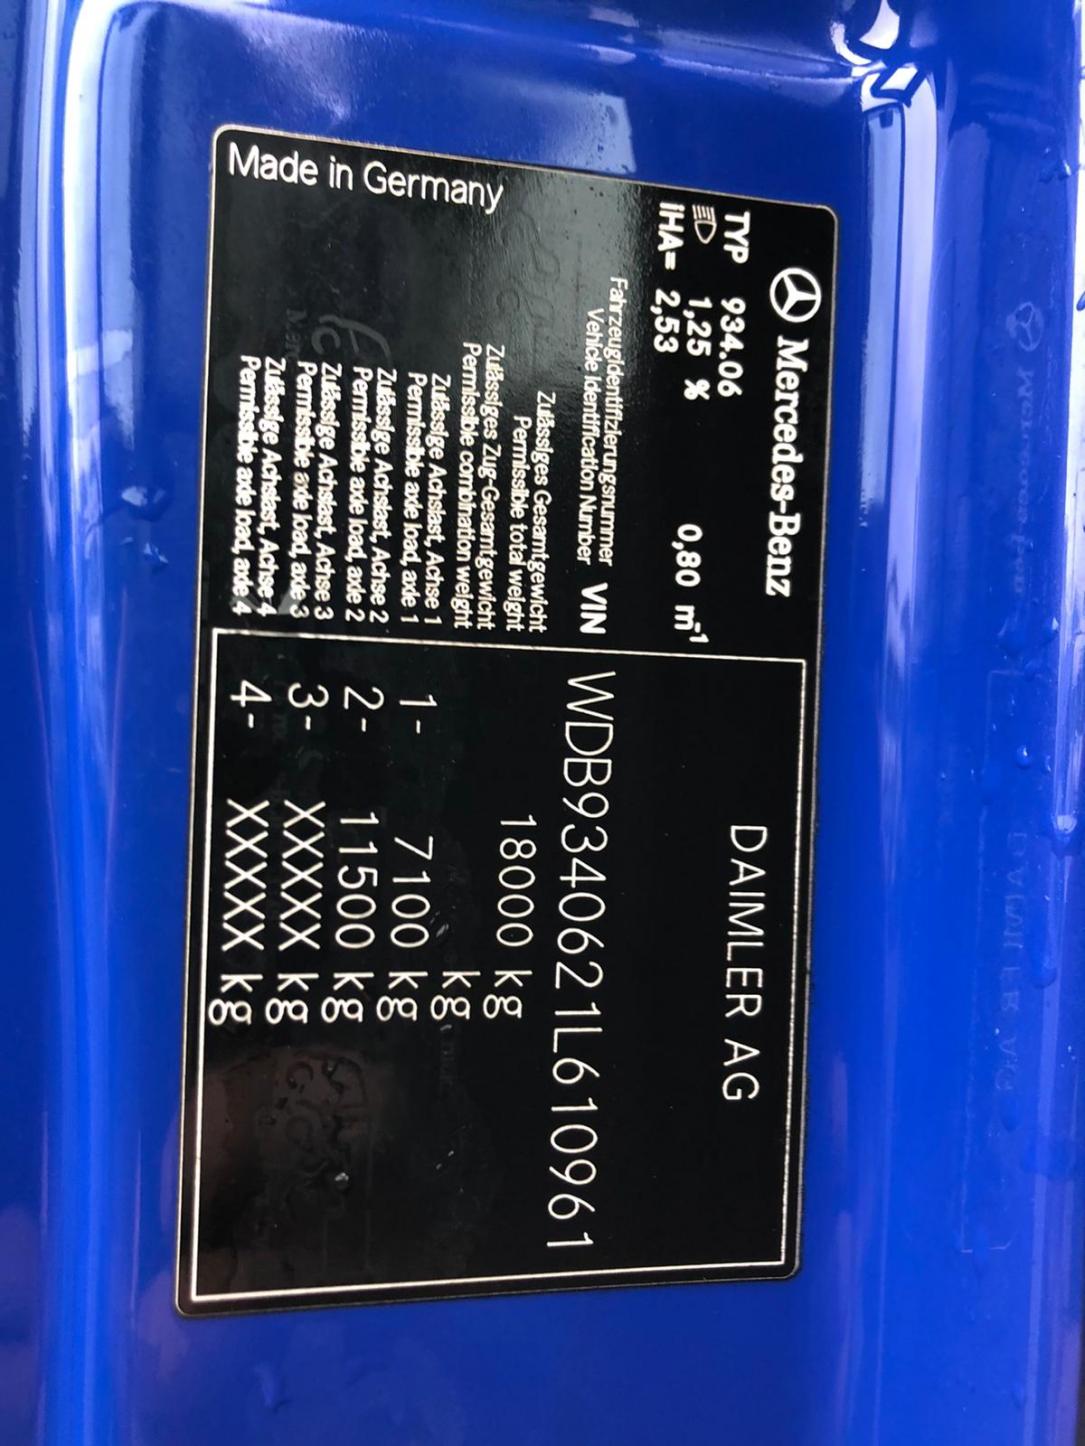 Mercedes-Benz
TYP 934.06
1,25 % 0,80 m⁻¹
iHA= 2,53
DAIMLER AG
Fahrzeugidentifizierungsnummer
Vehicle Identification Number VIN WDB9340621L610961
Zulässiges Gesamtgewicht
Permissible total weight 18000 kg
Zulässiges Zug-Gesamtgewicht
Permissible combination weight kg
Zulässige Achslast, Achse 1
Permissible axle load, axle 1 1- 7100 kg
Zulässige Achslast, Achse 2
Permissible axle load, axle 2 2- 11500 kg
Zulässige Achslast, Achse 3
Permissible axle load, axle 3 3- XXXXX kg
Zulässige Achslast, Achse 4
Permissible axle load, axle 4 4- XXXXX kg
Made in Germany